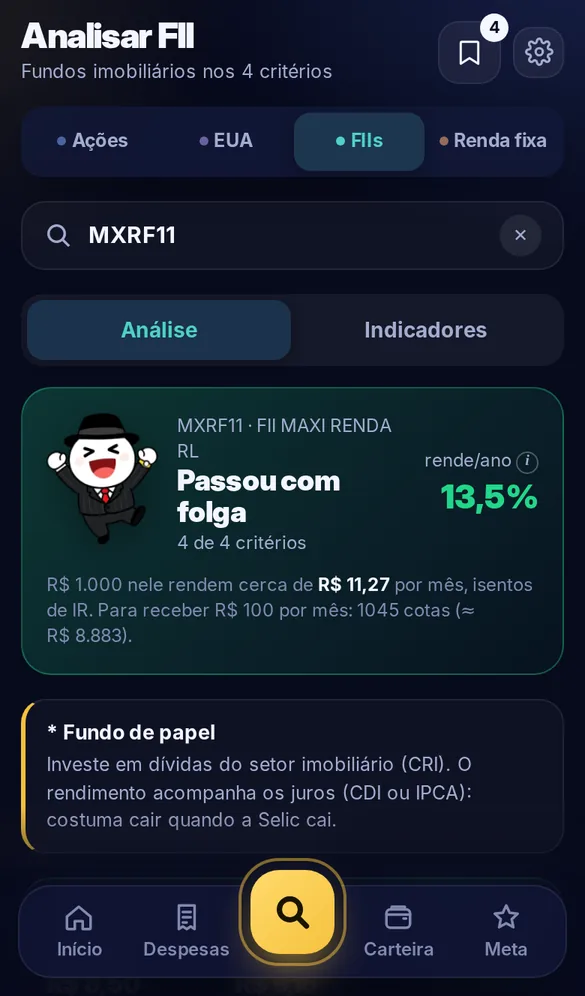 Analisar FII
4
Fundos imobiliários nos 4 critérios
Ações
EUA
FIIs
Renda fixa
MXRF11
Análise
Indicadores
MXRF11 · FII MAXI RENDA
RL
Passou com
folga
4 de 4 critérios
rende/ano i
13,5%
R$ 1.000 nele rendem cerca de R$ 11,27 por mês, isentos
de IR. Para receber R$ 100 por mês: 1045 cotas (≈
R$ 8.883).
* Fundo de papel
Investe em dívidas do setor imobiliário (CRI). O
rendimento acompanha os juros (CDI ou IPCA):
costuma cair quando a Selic cai.
Início
Despesas
Carteira
Meta